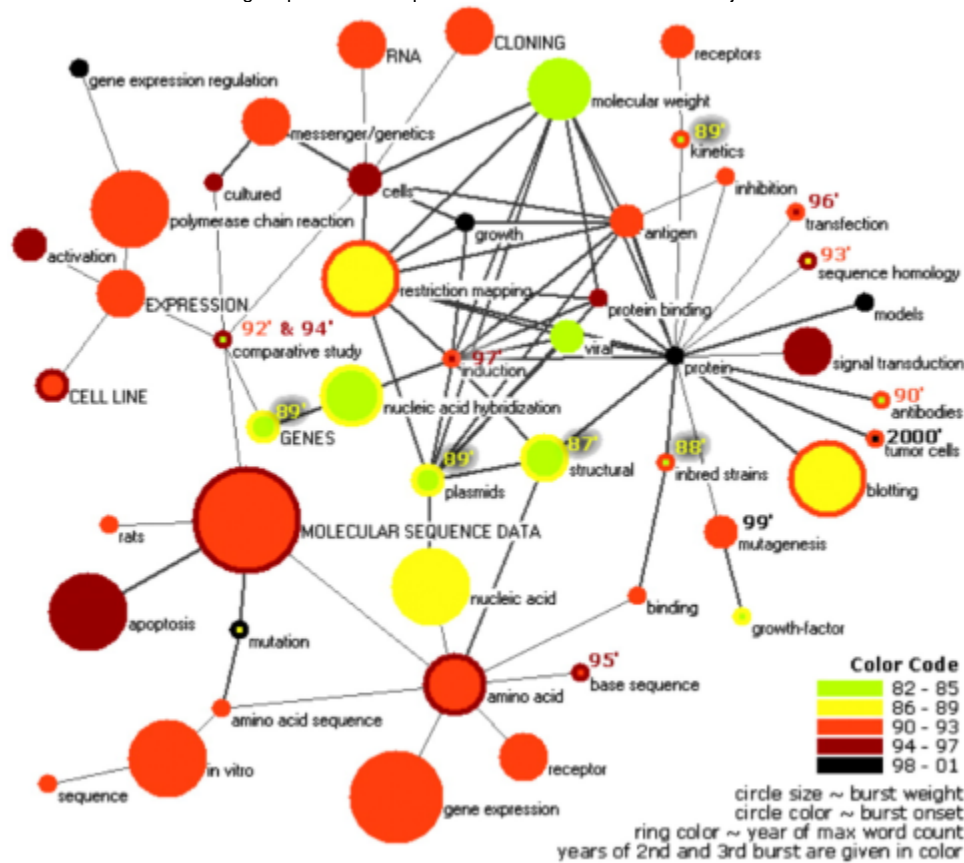 RNA
CLONING
receptors
gene expression regulation
molecular weight
messenger/genetics
89'
kinetics
cultured
cells
inhibition
polymerase chain reaction
96'
transfection
growth
antigen
activation
93'
sequence homology
restriction mapping
EXPRESSION
protein binding
models
92' & 94'
comparative study
viral
97'
induction
protein
signal transduction
CELL LINE
89'
GENES
nucleic acid hybridization
90'
antibodies
87'
structural
88'
inbred strains
2000'
tumor cells
89'
plasmids
blotting
rats
MOLECULAR SEQUENCE DATA
99'
mutagenesis
nucleic acid
apoptosis
mutation
binding
growth-factor
95'
base sequence
amino acid
amino acid sequence
in vitro
receptor
sequence
gene expression
Color Code
82 - 85
86 - 89
90 - 93
94 - 97
98 - 01
circle size ~ burst weight
circle color ~ burst onset
ring color ~ year of max word count
years of 2nd and 3rd burst are given in color